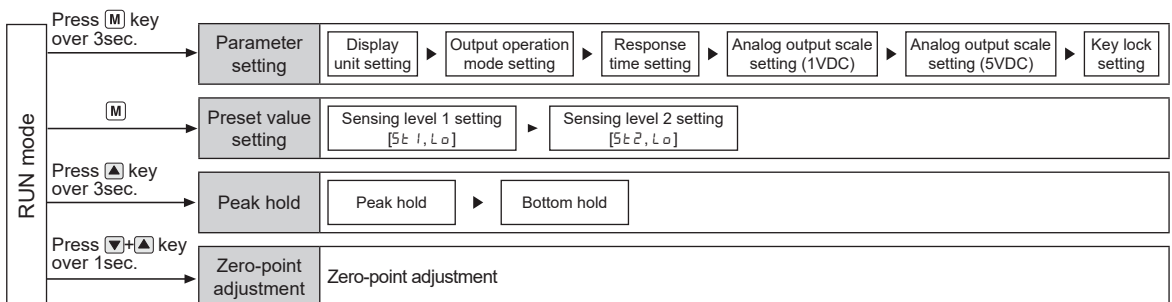 Press M key
over 3sec.
Parameter
setting
Display
unit setting
Output operation
mode setting
Response
time setting
Analog output scale
setting (1VDC)
Analog output scale
setting (5VDC)
Key lock
setting
RUN mode
M
Preset value
setting
Sensing level 1 setting
[St1, Lo]
Sensing level 2 setting
[St2, Lo]
Press ▲ key
over 3sec.
Peak hold
Peak hold
Bottom hold
Press ▼+▲ key
over 1sec.
Zero-point
adjustment
Zero-point adjustment